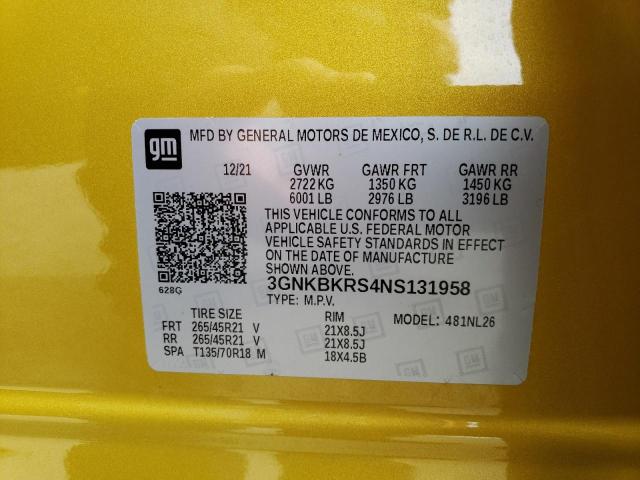 gm
MFD BY GENERAL MOTORS DE MEXICO, S. DE R.L. DE C.V.
12/21 GVWR GAWR FRT GAWR RR
2722 KG 1350 KG 1450 KG
6001 LB 2976 LB 3196 LB
THIS VEHICLE CONFORMS TO ALL
APPLICABLE U.S. FEDERAL MOTOR
VEHICLE SAFETY STANDARDS IN EFFECT
ON THE DATE OF MANUFACTURE
SHOWN ABOVE.
628G
3GNKBKRS4NS131958
TYPE: M.P.V.
TIRE SIZE RIM MODEL: 481NL26
FRT 265/45R21 V 21X8.5J
RR 265/45R21 V 21X8.5J
SPA T135/70R18 M 18X4.5B